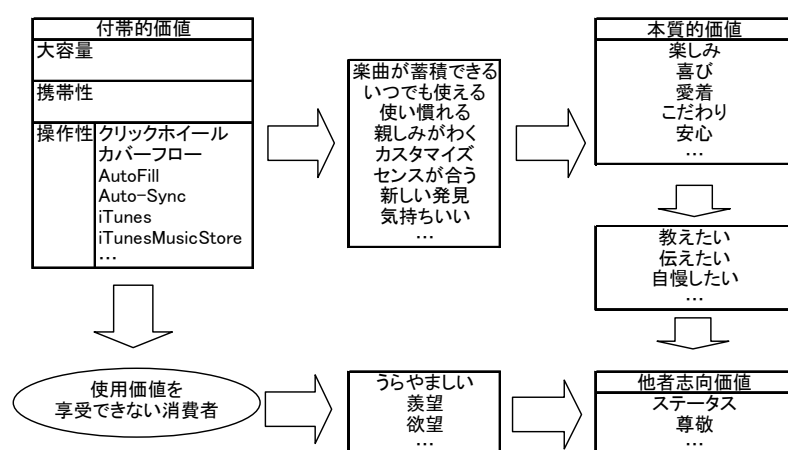 付帯的価値
大容量
携帯性
操作性 クリックホイール
カバーフロー
AutoFill
Auto-Sync
iTunes
iTunesMusicStore
…
楽曲が蓄積できる
いつでも使える
使い慣れる
親しみがわく
カスタマイズ
センスが合う
新しい発見
気持ちいい
…
本質的価値
楽しみ
喜び
愛着
こだわり
安心
…
教えたい
伝えたい
自慢したい
…
使用価値を
享受できない消費者
うらやましい
羨望
欲望
…
他者志向価値
ステータス
尊敬
…